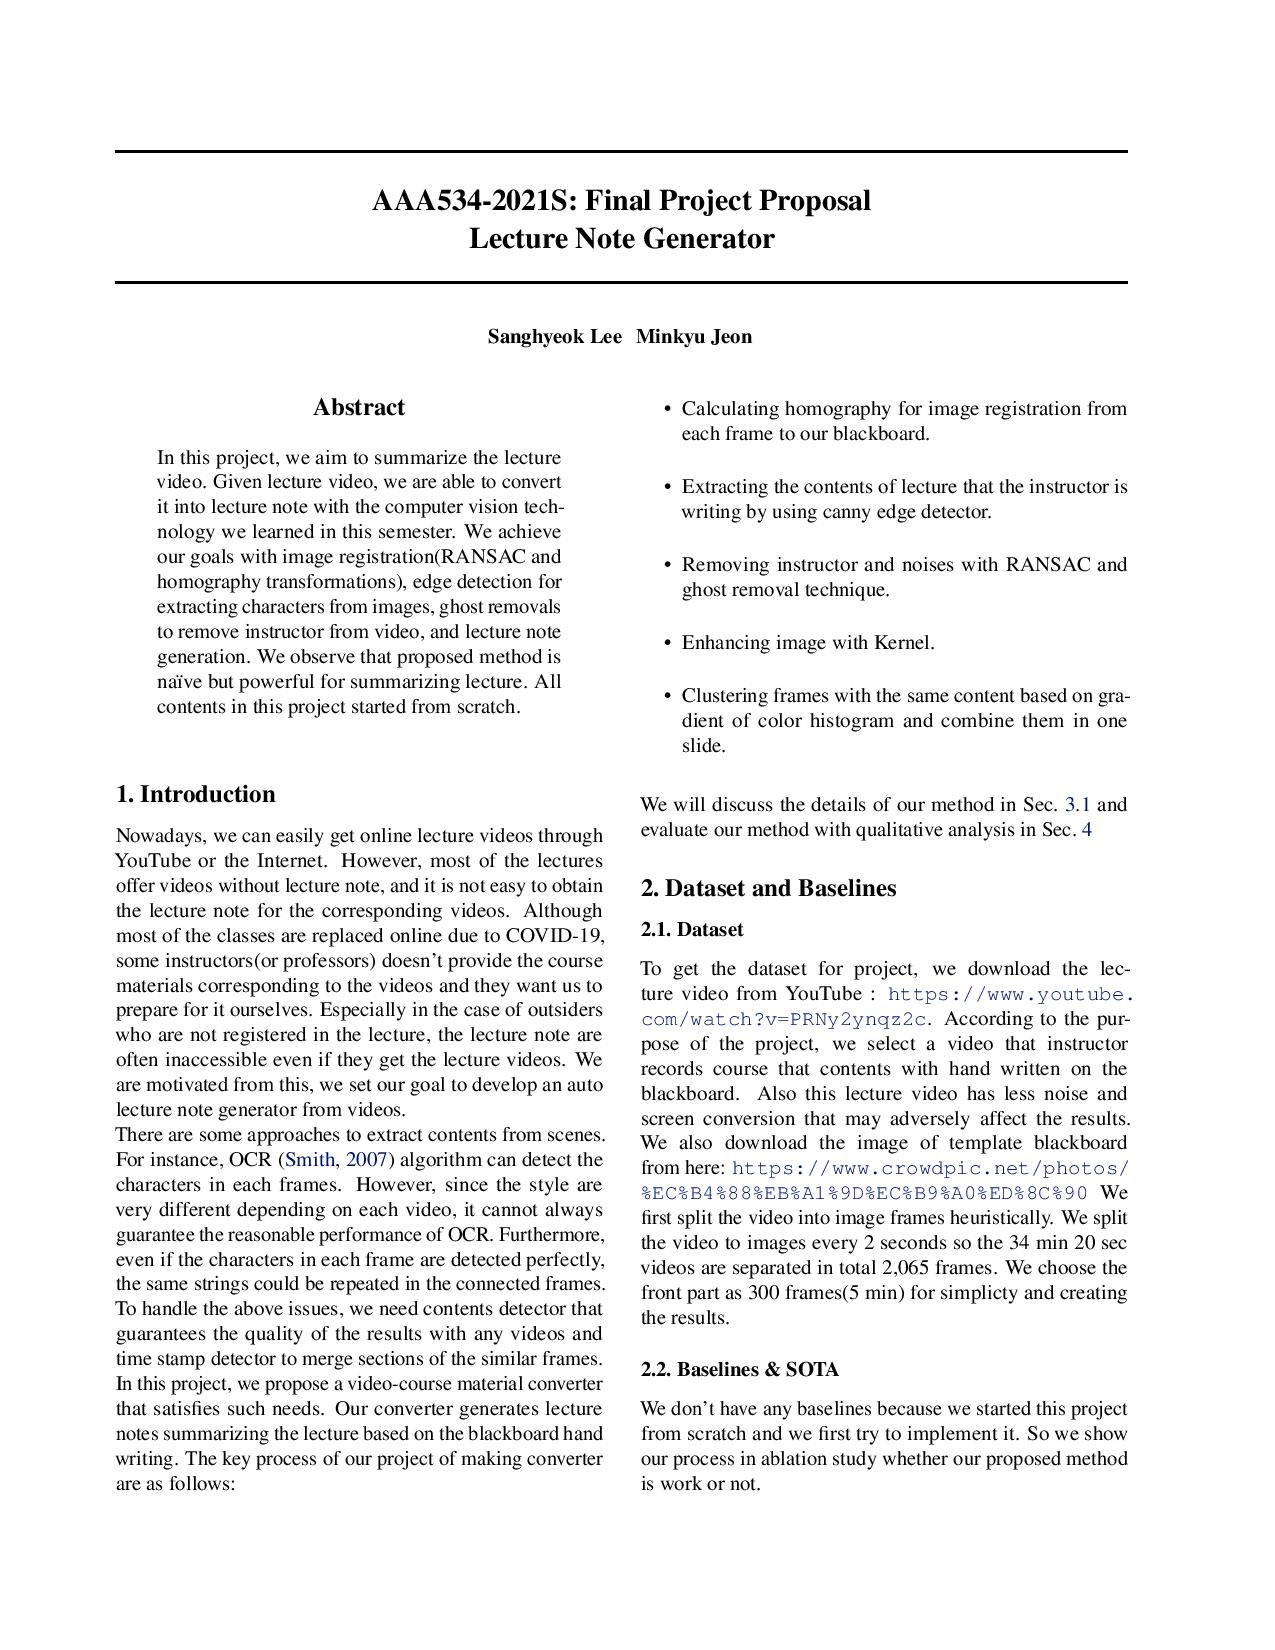 AAA534-2021S: Final Project Proposal
Lecture Note Generator
Sanghyeok Lee Minkyu Jeon
Abstract
In this project, we aim to summarize the lecture
video. Given lecture video, we are able to convert
it into lecture note with the computer vision tech-
nology we learned in this semester. We achieve
our goals with image registration(RANSAC and
homography transformations), edge detection for
extracting characters from images, ghost removals
to remove instructor from video, and lecture note
generation. We observe that proposed method is
naïve but powerful for summarizing lecture. All
contents in this project started from scratch.
1. Introduction
Nowadays, we can easily get online lecture videos through
YouTube or the Internet. However, most of the lectures
offer videos without lecture note, and it is not easy to obtain
the lecture note for the corresponding videos. Although
most of the classes are replaced online due to COVID-19,
some instructors(or professors) doesn't provide the course
materials corresponding to the videos and they want us to
prepare for it ourselves. Especially in the case of outsiders
who are not registered in the lecture, the lecture note are
often inaccessible even if they get the lecture videos. We
are motivated from this, we set our goal to develop an auto
lecture note generator from videos.
There are some approaches to extract contents from scenes.
For instance, OCR (Smith, 2007) algorithm can detect the
characters in each frames. However, since the style are
very different depending on each video, it cannot always
guarantee the reasonable performance of OCR. Furthermore,
even if the characters in each frame are detected perfectly,
the same strings could be repeated in the connected frames.
To handle the above issues, we need contents detector that
guarantees the quality of the results with any videos and
time stamp detector to merge sections of the similar frames.
In this project, we propose a video-course material converter
that satisfies such needs. Our converter generates lecture
notes summarizing the lecture based on the blackboard hand
writing. The key process of our project of making converter
are as follows:
• Calculating homography for image registration from
each frame to our blackboard.
• Extracting the contents of lecture that the instructor is
writing by using canny edge detector.
• Removing instructor and noises with RANSAC and
ghost removal technique.
• Enhancing image with Kernel.
• Clustering frames with the same content based on gra-
dient of color histogram and combine them in one
slide.
We will discuss the details of our method in Sec. 3.1 and
evaluate our method with qualitative analysis in Sec. 4
2. Dataset and Baselines
2.1. Dataset
To get the dataset for project, we download the lec-
ture video from YouTube : https://www.youtube.
com/watch?v=PRNy2ynqz2c. According to the pur-
pose of the project, we select a video that instructor
records course that contents with hand written on the
blackboard. Also this lecture video has less noise and
screen conversion that may adversely affect the results.
We also download the image of template blackboard
from here: https://www.crowdpic.net/photos/
%EC%B4%88%EB%A1%9D%EC%B9%A0%ED%8C%90 We
first split the video into image frames heuristically. We split
the video to images every 2 seconds so the 34 min 20 sec
videos are separated in total 2,065 frames. We choose the
front part as 300 frames(5 min) for simplicty and creating
the results.
2.2. Baselines & SOTA
We don't have any baselines because we started this project
from scratch and we first try to implement it. So we show
our process in ablation study whether our proposed method
is work or not.